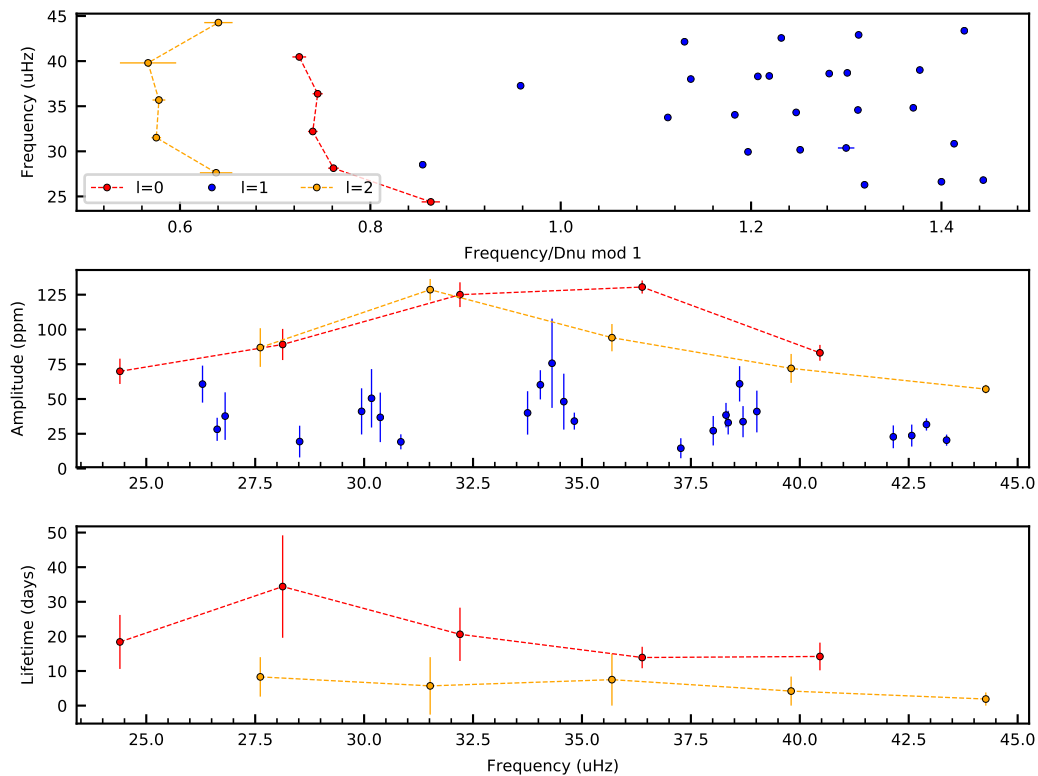 45
40
35
30
25
Frequency (uHz)
l=0 l=1 l=2
0.6 0.8 1.0 1.2 1.4
Frequency/Dnu mod 1
125
100
75
50
25
0
Amplitude (ppm)
25.0 27.5 30.0 32.5 35.0 37.5 40.0 42.5 45.0
50
40
30
20
10
0
Lifetime (days)
25.0 27.5 30.0 32.5 35.0 37.5 40.0 42.5 45.0
Frequency (uHz)